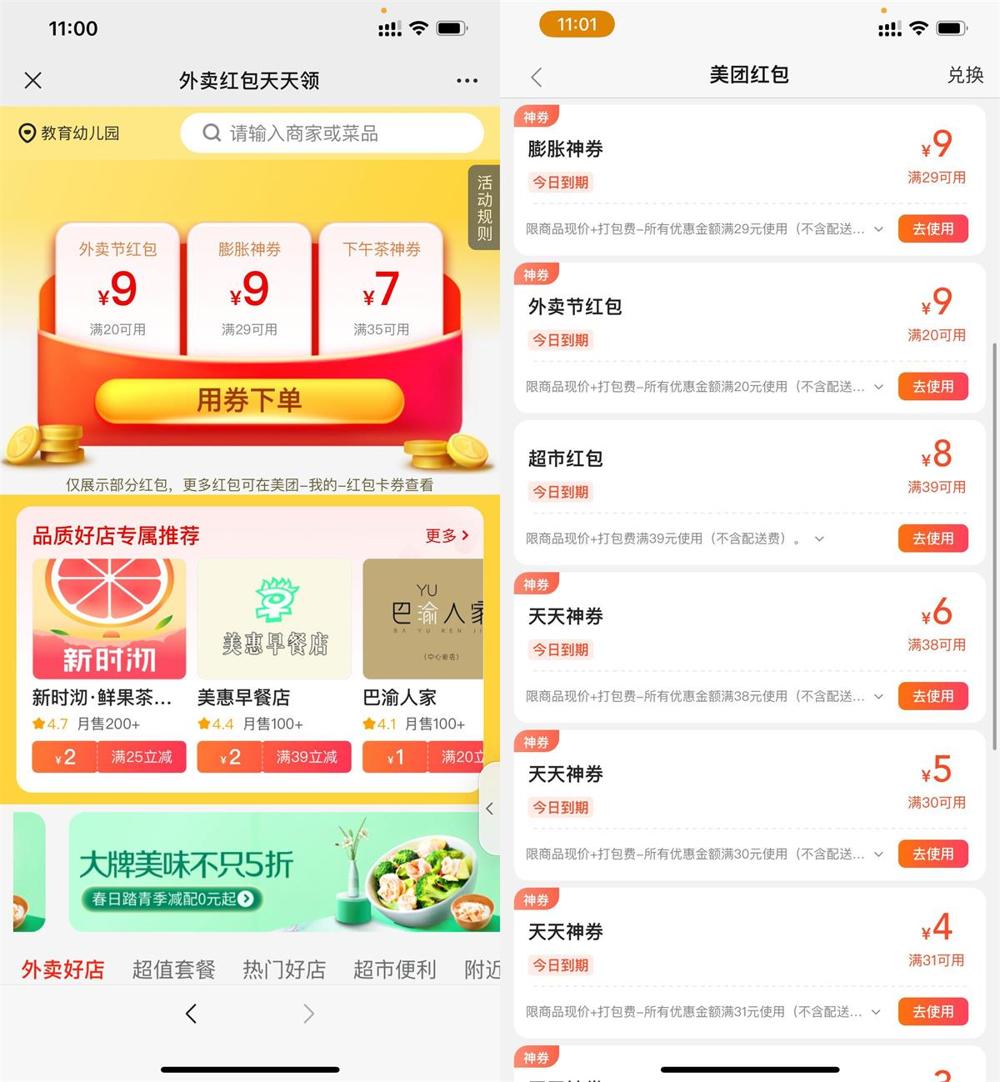 11:00
外卖红包天天领
教育幼儿园
请输入商家或菜品
活动规则
外卖节红包
膨胀神券
下午茶神券
¥9
¥9
¥7
满20可用
满29可用
满35可用
用券下单
仅展示部分红包，更多红包可在美团-我的-红包卡券查看
品质好店专属推荐
更多
新时沏
美惠早餐店
YU
巴渝人家
BA YU REN JI
(中心街店)
新时沏·鲜果茶...
美惠早餐店
巴渝人家
4.7 月售200+
4.4 月售100+
4.1 月售100+
¥2 满25立减
¥2 满39立减
¥1 满20立
大牌美味不只5折
春日踏青季减配0元起
外卖好店
超值套餐
热门好店
超市便利
附近
11:01
美团红包
兑换
神券
膨胀神券
¥9
今日到期
满29可用
限商品现价+打包费-所有优惠金额满29元使用（不含配送...
去使用
神券
外卖节红包
¥9
今日到期
满20可用
限商品现价+打包费-所有优惠金额满20元使用（不含配送...
去使用
超市红包
¥8
今日到期
满39可用
限商品现价+打包费满39元使用（不含配送费）。
去使用
神券
天天神券
¥6
今日到期
满38可用
限商品现价+打包费-所有优惠金额满38元使用（不含配送...
去使用
神券
天天神券
¥5
今日到期
满30可用
限商品现价+打包费-所有优惠金额满30元使用（不含配送...
去使用
神券
天天神券
¥4
今日到期
满31可用
限商品现价+打包费-所有优惠金额满31元使用（不含配送...
去使用
神券